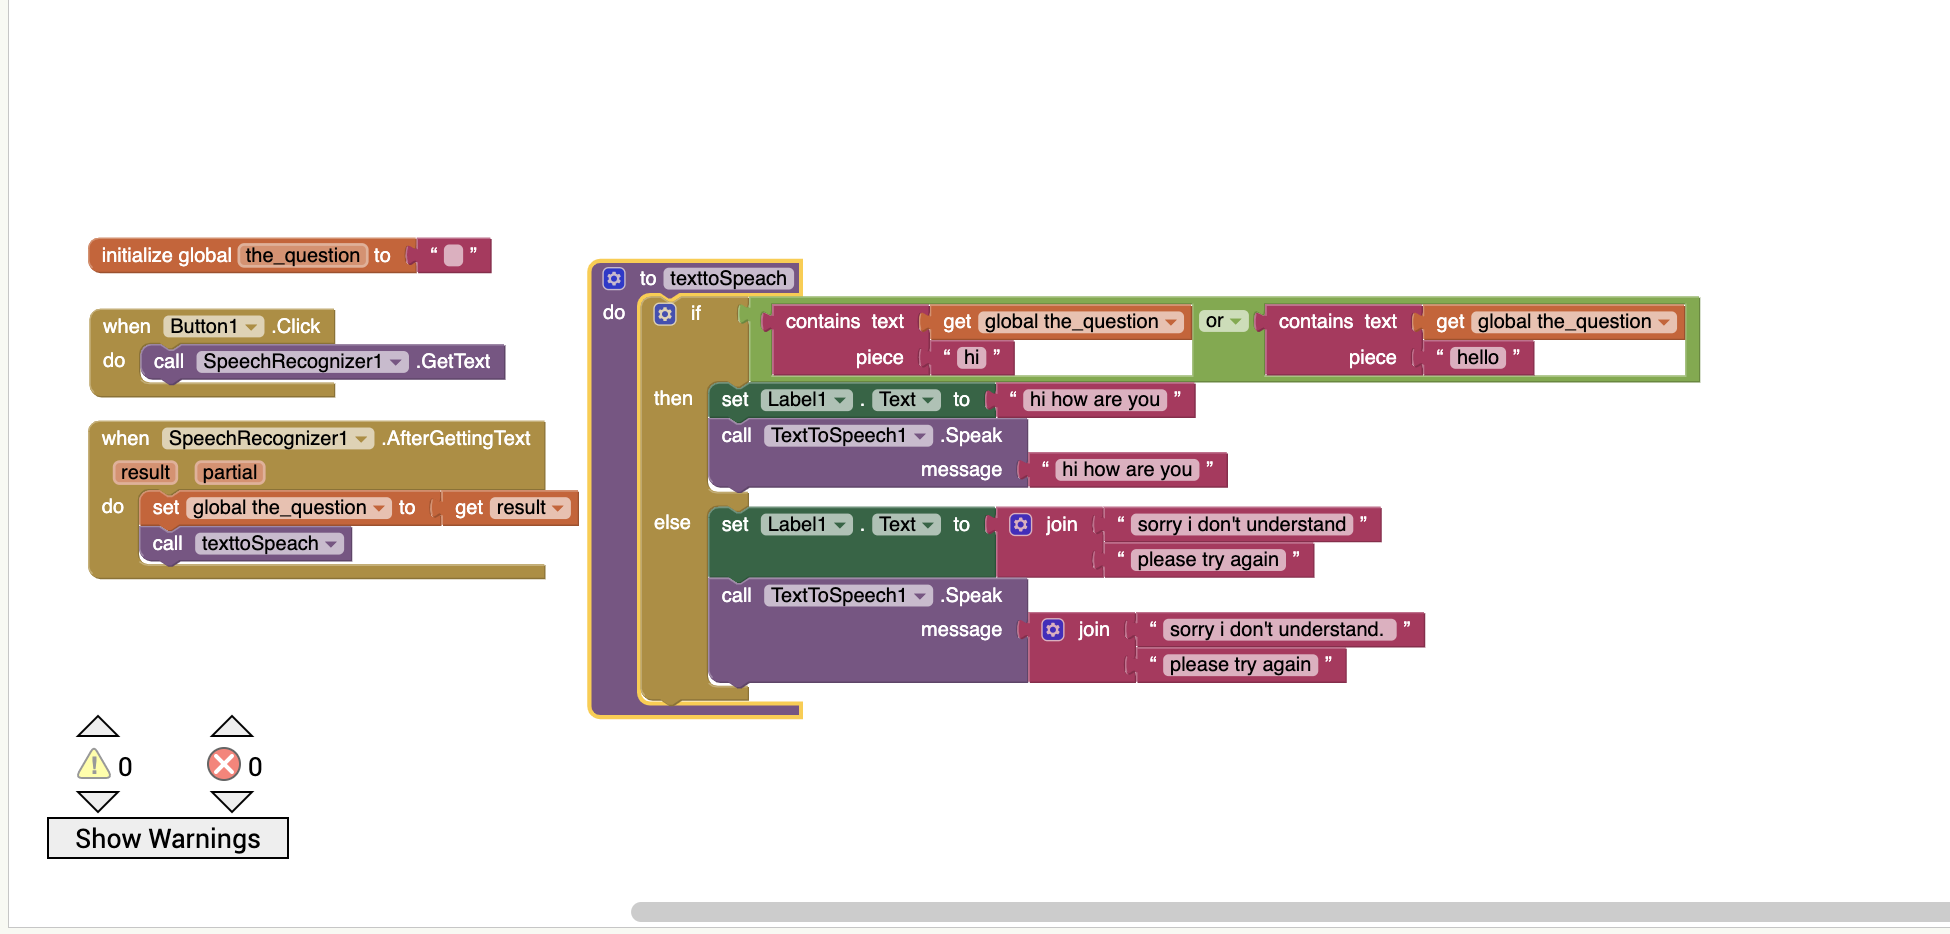 initialize global the_question to “ ”
when Button1 .Click
do call SpeechRecognizer1 .GetText
when SpeechRecognizer1 .AfterGettingText
result partial
do set global the_question to get result
call texttoSpeach
to texttoSpeach
do if contains text get global the_question or contains text get global the_question
piece “ hi ” piece “ hello ”
then set Label1 . Text to “ hi how are you ”
call TextToSpeech1 .Speak
message “ hi how are you ”
else set Label1 . Text to join “ sorry i don't understand ”
“ please try again ”
call TextToSpeech1 .Speak
message join “ sorry i don't understand. ”
“ please try again ”
0 0
Show Warnings